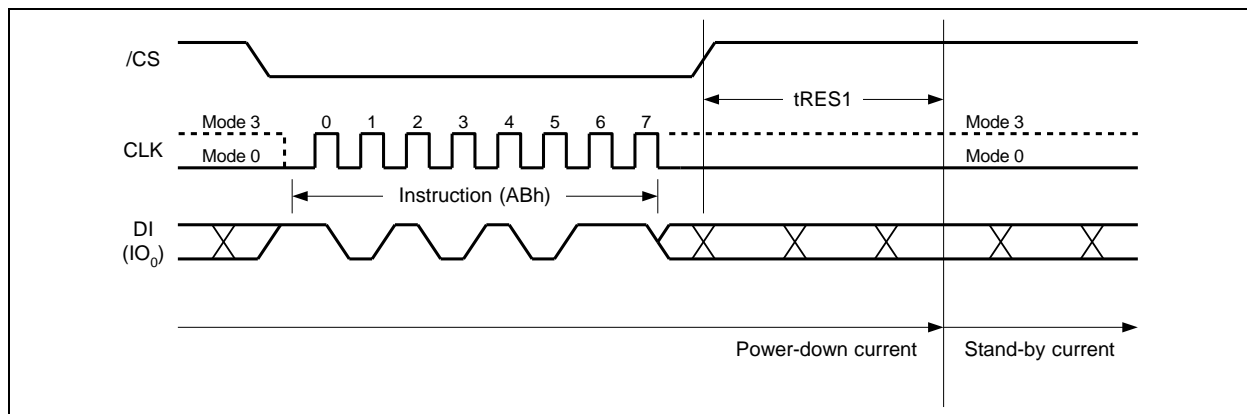 /CS
tRES1
Mode 3 0 1 2 3 4 5 6 7 Mode 3
CLK
Mode 0 Mode 0
Instruction (ABh)
DI
(IO0)
Power-down current Stand-by current